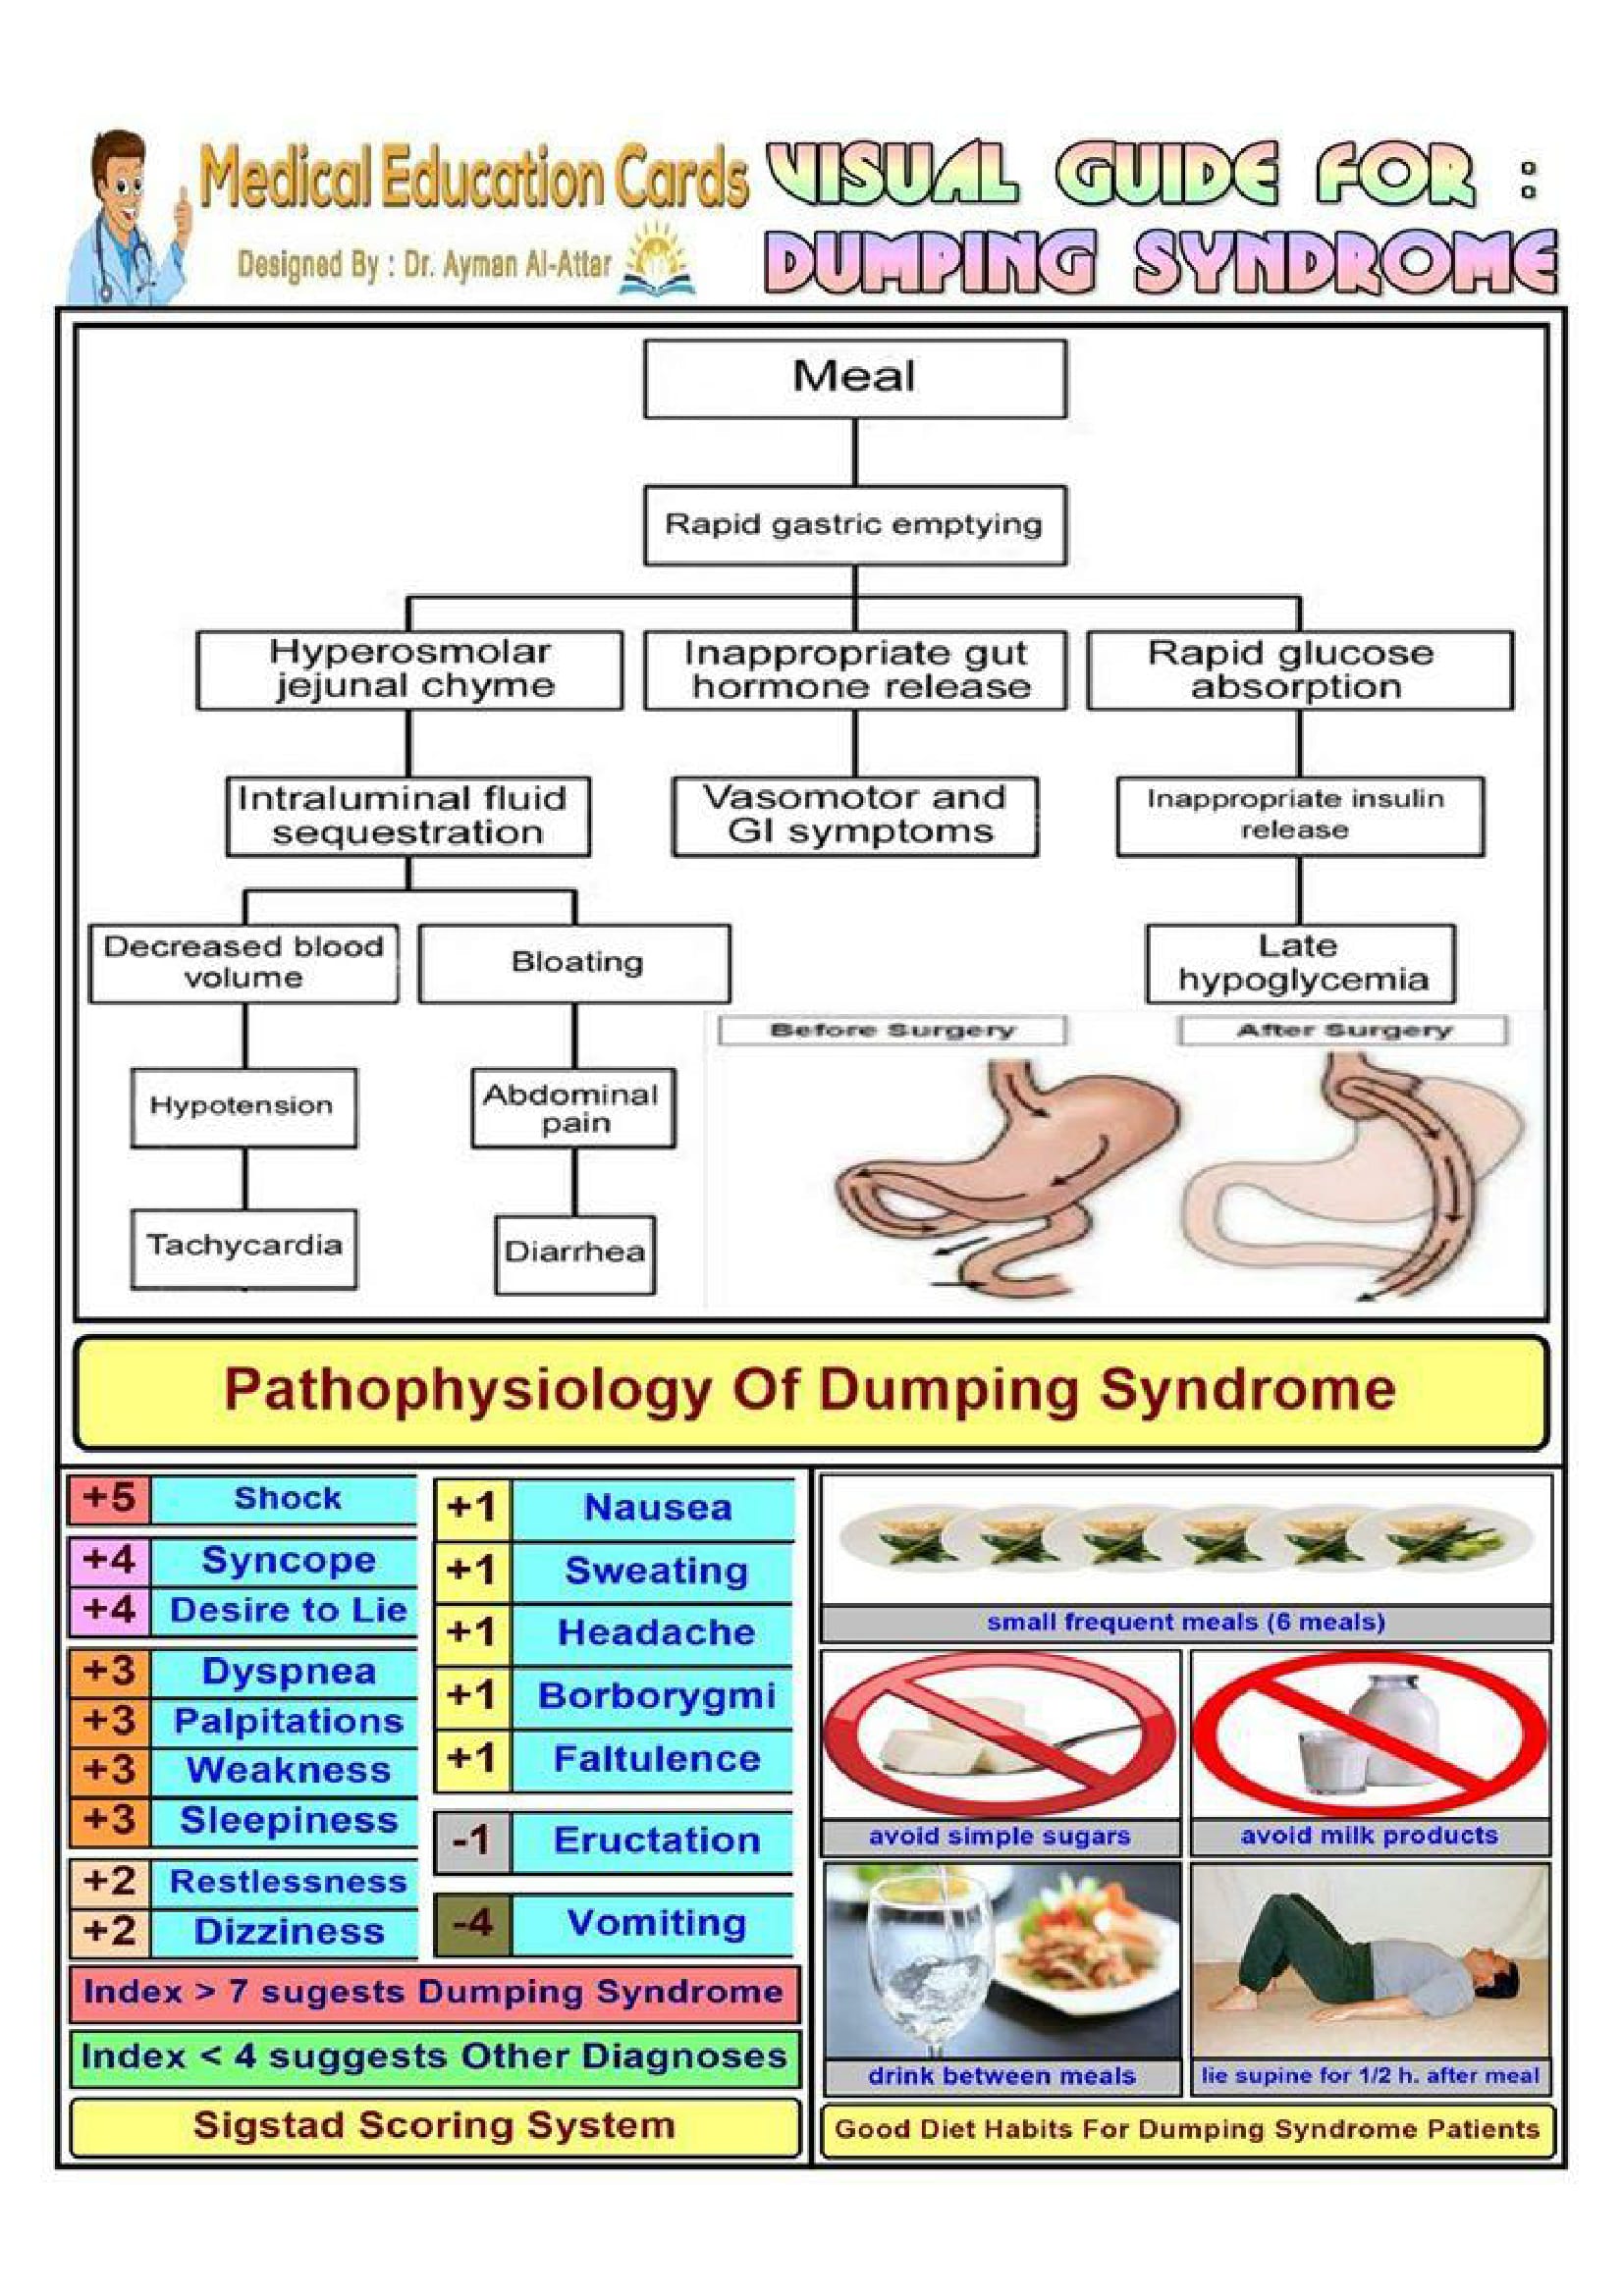 Medical Education Cards
Designed By : Dr. Ayman Al-Attar
VISUAL GUIDE FOR :
DUMPING SYNDROME
Meal
Rapid gastric emptying
Hyperosmolar
jejunal chyme
Inappropriate gut
hormone release
Rapid glucose
absorption
Intraluminal fluid
sequestration
Vasomotor and
GI symptoms
Inappropriate insulin
release
Decreased blood
volume
Bloating
Late
hypoglycemia
Before Surgery
After Surgery
Hypotension
Abdominal
pain
Tachycardia
Diarrhea
Pathophysiology Of Dumping Syndrome
+5 Shock
+4 Syncope
+4 Desire to Lie
+3 Dyspnea
+3 Palpitations
+3 Weakness
+3 Sleepiness
+2 Restlessness
+2 Dizziness
+1 Nausea
+1 Sweating
+1 Headache
+1 Borborygmi
+1 Faltulence
-1 Eructation
-4 Vomiting
Index > 7 sugests Dumping Syndrome
Index < 4 suggests Other Diagnoses
Sigstad Scoring System
small frequent meals (6 meals)
avoid simple sugars
avoid milk products
drink between meals
lie supine for 1/2 h. after meal
Good Diet Habits For Dumping Syndrome Patients